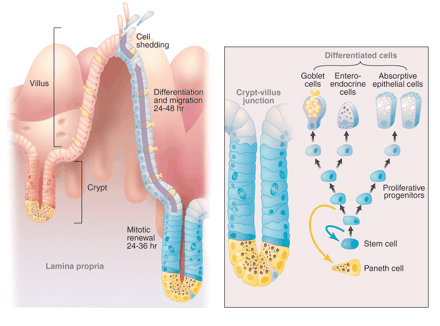 Cell
shedding
Villus
Differentiation
and migration
24-48 hr
Crypt
Mitotic
renewal
24-36 hr
Lamina propria
Differentiated cells
Goblet
cells
Entero-
endocrine
cells
Absorptive
epithelial cells
Crypt-villus
junction
Proliferative
progenitors
Stem cell
Paneth cell